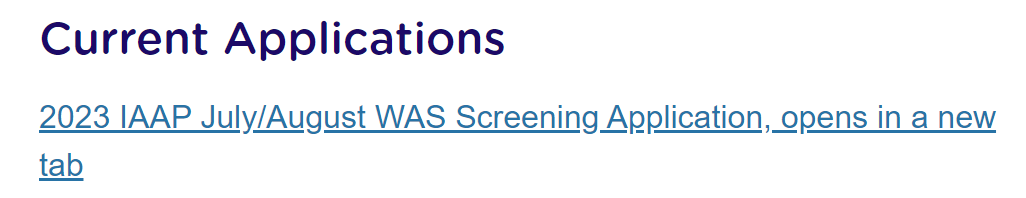 Current Applications
2023 IAAP July/August WAS Screening Application, opens in a new
tab